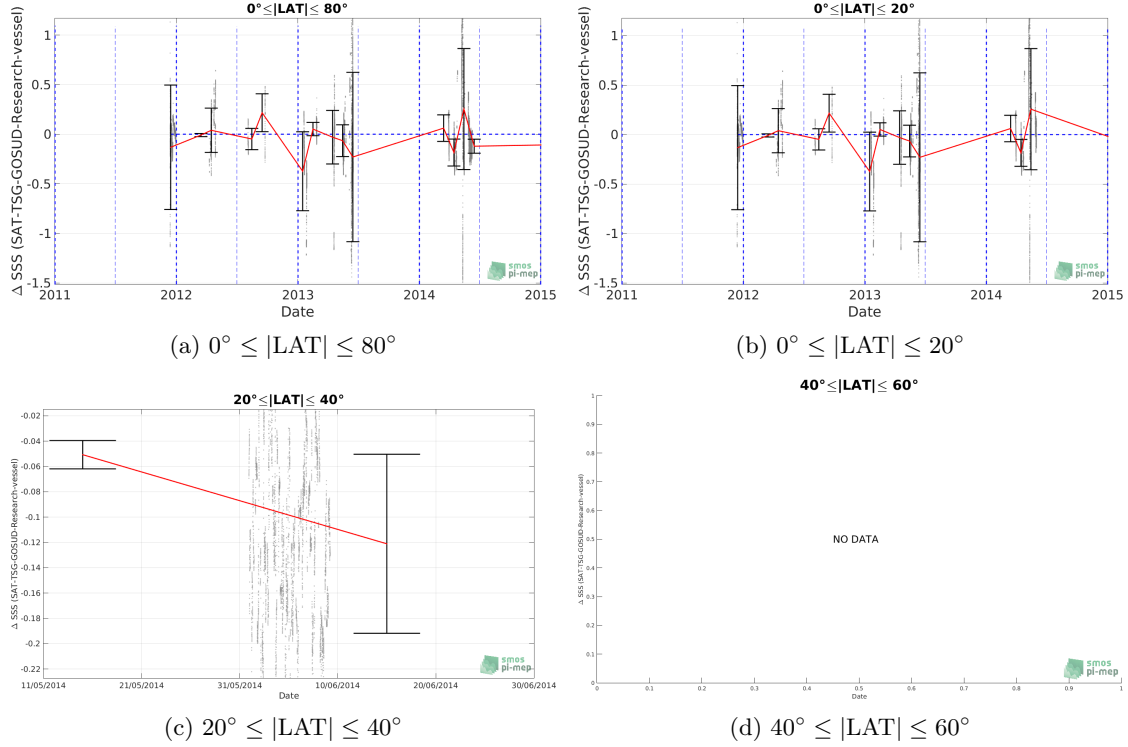 0°≤|LAT|≤ 80°
Δ SSS (SAT-TSG-GOSUD-Research-vessel)
1
0.5
0
-0.5
-1
-1.5
2011 2012 2013 2014 2015
Date
smos
pi-mep
(a) 0° ≤ |LAT| ≤ 80°
0°≤|LAT|≤ 20°
Δ SSS (SAT-TSG-GOSUD-Research-vessel)
1
0.5
0
-0.5
-1
-1.5
2011 2012 2013 2014 2015
Date
smos
pi-mep
(b) 0° ≤ |LAT| ≤ 20°
20°≤|LAT|≤ 40°
Δ SSS (SAT-TSG-GOSUD-Research-vessel)
-0.02
-0.04
-0.06
-0.08
-0.1
-0.12
-0.14
-0.16
-0.18
-0.2
-0.22
11/05/2014 21/05/2014 31/05/2014 10/06/2014 20/06/2014 30/06/2014
Date
smos
pi-mep
(c) 20° ≤ |LAT| ≤ 40°
40°≤|LAT|≤ 60°
Δ SSS (SAT-TSG-GOSUD-Research-vessel)
1
0.9
0.8
0.7
0.6
0.5
0.4
0.3
0.2
0.1
0
NO DATA
0 0.1 0.2 0.3 0.4 0.5 0.6 0.7 0.8 0.9 1
Date
smos
pi-mep
(d) 40° ≤ |LAT| ≤ 60°